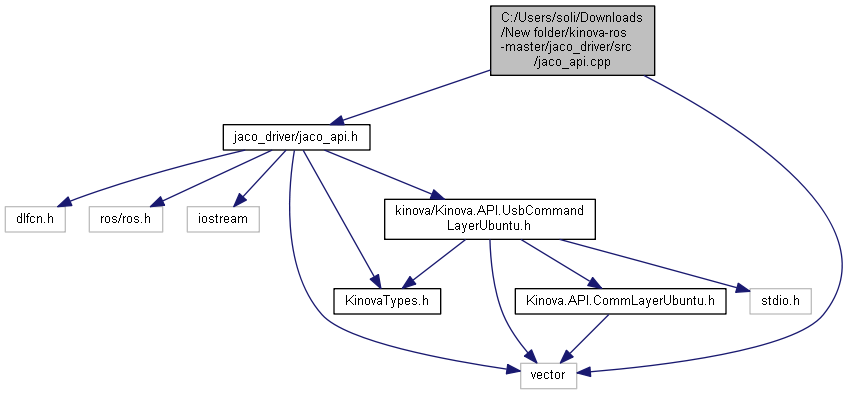 C:/Users/soli/Downloads
/New folder/kinova-ros
-master/jaco_driver/src
/jaco_api.cpp
jaco_driver/jaco_api.h
dlfcn.h
ros/ros.h
iostream
kinova/Kinova.API.UsbCommand
LayerUbuntu.h
KinovaTypes.h
Kinova.API.CommLayerUbuntu.h
stdio.h
vector